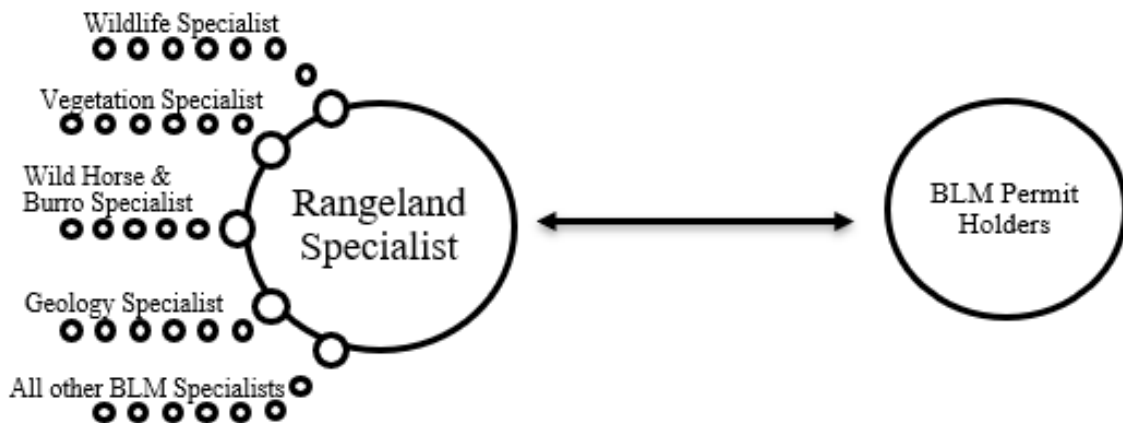 Wildlife Specialist
Vegetation Specialist
Wild Horse &
Burro Specialist
Geology Specialist
All other BLM Specialists
Rangeland
Specialist
BLM Permit
Holders